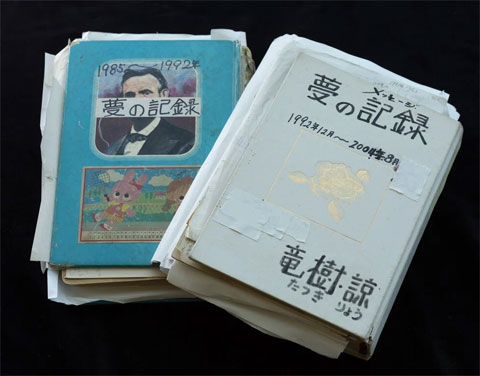 1985~~1992年
夢の記録
メッセージ
夢の記録
1992年12月~2004年8月
竜樹諒
たつき りょう